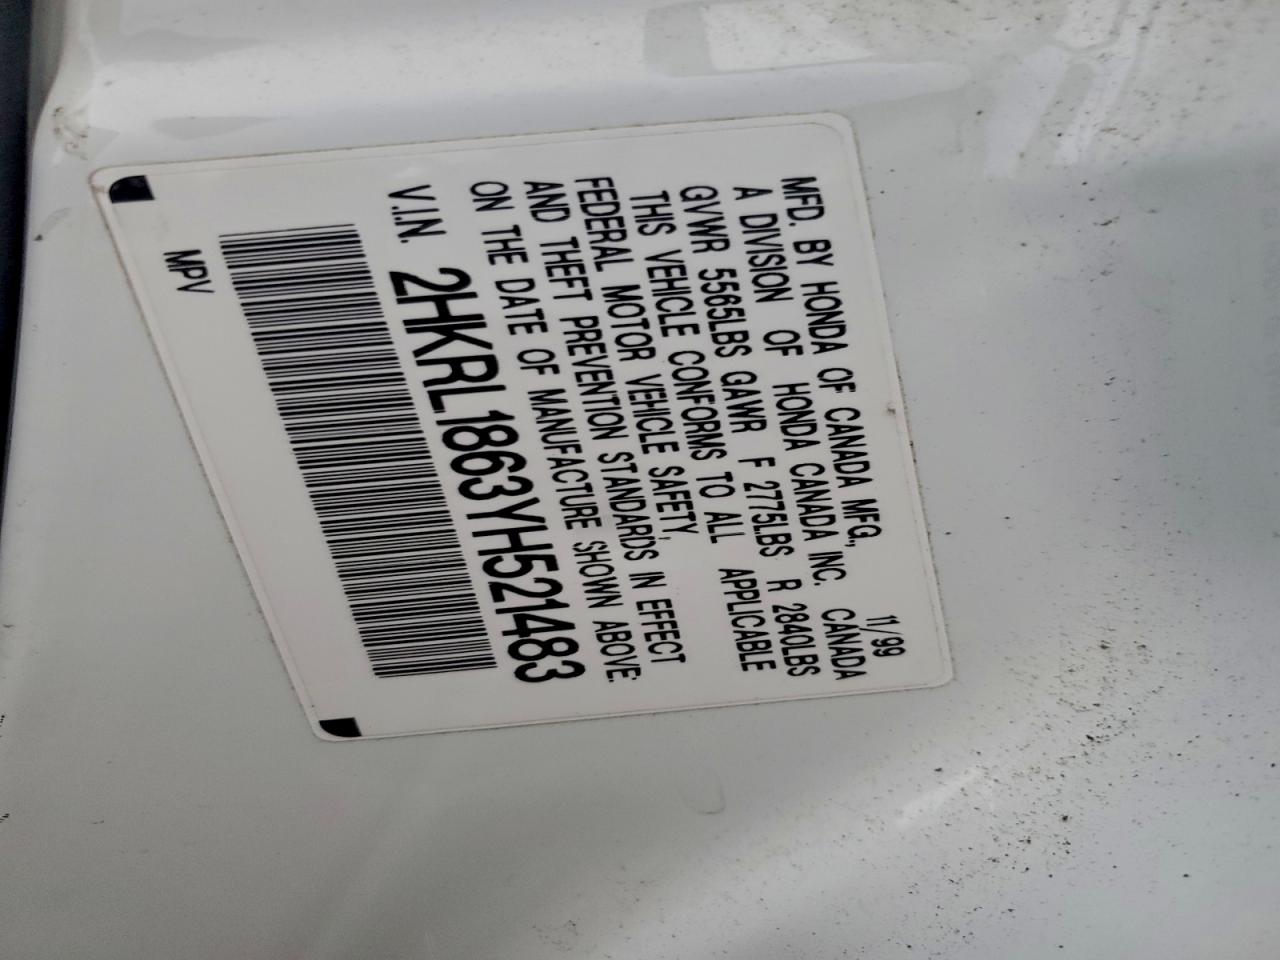 MFD. BY HONDA OF CANADA MFG., 11/99
A DIVISION OF HONDA CANADA INC. CANADA
GVWR 5565LBS GAWR F 2775LBS R 2840LBS
THIS VEHICLE CONFORMS TO ALL APPLICABLE
FEDERAL MOTOR VEHICLE SAFETY,
AND THEFT PREVENTION STANDARDS IN EFFECT
ON THE DATE OF MANUFACTURE SHOWN ABOVE.
V.I.N. 2HKRL1863YH521483
MPV